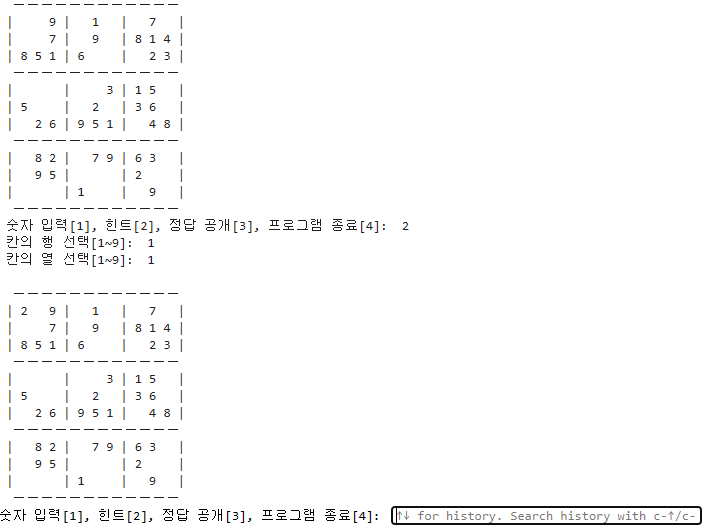 ― ― ― ― ― ― ― ― ― ― ― ―
|     9 |   1   |   7   |
|     7 |   9   | 8 1 4 |
| 8 5 1 | 6     |   2 3 |
― ― ― ― ― ― ― ― ― ― ― ―
|       |     3 | 1 5   |
| 5     |   2   | 3 6   |
|   2 6 | 9 5 1 |   4 8 |
― ― ― ― ― ― ― ― ― ― ― ―
|   8 2 |   7 9 | 6 3   |
|   9 5 |       | 2     |
|       | 1     |   9   |
― ― ― ― ― ― ― ― ― ― ― ―
숫자 입력[1], 힌트[2], 정답 공개[3], 프로그램 종료[4]:  2
칸의 행 선택[1~9]:  1
칸의 열 선택[1~9]:  1
― ― ― ― ― ― ― ― ― ― ― ―
| 2   9 |   1   |   7   |
|     7 |   9   | 8 1 4 |
| 8 5 1 | 6     |   2 3 |
― ― ― ― ― ― ― ― ― ― ― ―
|       |     3 | 1 5   |
| 5     |   2   | 3 6   |
|   2 6 | 9 5 1 |   4 8 |
― ― ― ― ― ― ― ― ― ― ― ―
|   8 2 |   7 9 | 6 3   |
|   9 5 |       | 2     |
|       | 1     |   9   |
― ― ― ― ― ― ― ― ― ― ― ―
숫자 입력[1], 힌트[2], 정답 공개[3], 프로그램 종료[4]: ↑↓ for history. Search history with c-↑/c-